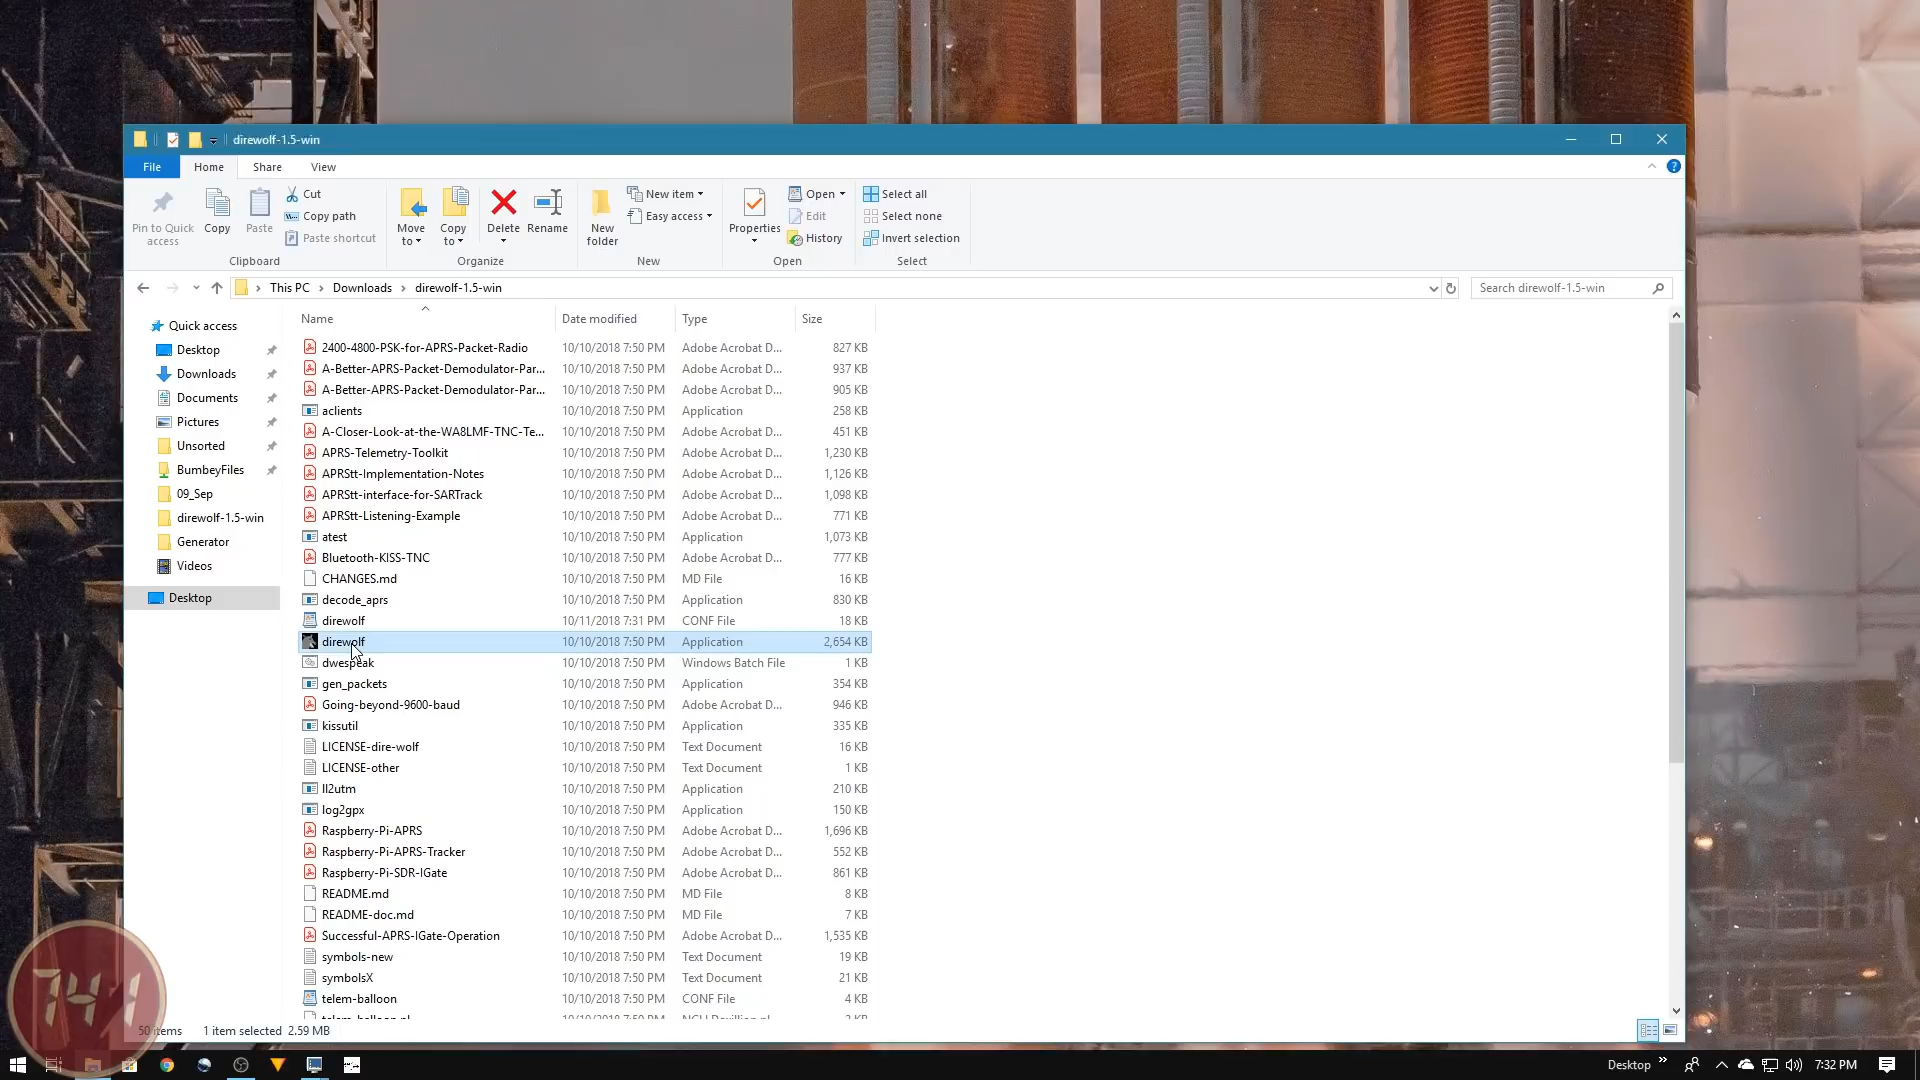 direwolf-1.5-win
File Home Share View
Pin to Quick access
Copy
Paste
Cut
Copy path
Paste shortcut
Clipboard
Move to
Copy to
Delete
Rename
Organize
New folder
New item
Easy access
New
Properties
Open
Edit
History
Open
Select all
Select none
Invert selection
Select
This PC > Downloads > direwolf-1.5-win
Search direwolf-1.5-win
Quick access
Desktop
Downloads
Documents
Pictures
Unsorted
BumbeyFiles
09_Sep
direwolf-1.5-win
Generator
Videos
Desktop
Name Date modified Type Size
2400-4800-PSK-for-APRS-Packet-Radio 10/10/2018 7:50 PM Adobe Acrobat D... 827 KB
A-Better-APRS-Packet-Demodulator-Par... 10/10/2018 7:50 PM Adobe Acrobat D... 937 KB
A-Better-APRS-Packet-Demodulator-Par... 10/10/2018 7:50 PM Adobe Acrobat D... 905 KB
aclients 10/10/2018 7:50 PM Application 258 KB
A-Closer-Look-at-the-WA8LMF-TNC-Te... 10/10/2018 7:50 PM Adobe Acrobat D... 451 KB
APRS-Telemetry-Toolkit 10/10/2018 7:50 PM Adobe Acrobat D... 1,230 KB
APRStt-Implementation-Notes 10/10/2018 7:50 PM Adobe Acrobat D... 1,126 KB
APRStt-interface-for-SARTrack 10/10/2018 7:50 PM Adobe Acrobat D... 1,098 KB
APRStt-Listening-Example 10/10/2018 7:50 PM Adobe Acrobat D... 771 KB
atest 10/10/2018 7:50 PM Application 1,073 KB
Bluetooth-KISS-TNC 10/10/2018 7:50 PM Adobe Acrobat D... 777 KB
CHANGES.md 10/10/2018 7:50 PM MD File 16 KB
decode_aprs 10/10/2018 7:50 PM Application 830 KB
direwolf 10/11/2018 7:31 PM CONF File 18 KB
direwolf 10/10/2018 7:50 PM Application 2,654 KB
dwespeak 10/10/2018 7:50 PM Windows Batch File 1 KB
gen_packets 10/10/2018 7:50 PM Application 354 KB
Going-beyond-9600-baud 10/10/2018 7:50 PM Adobe Acrobat D... 946 KB
kissutil 10/10/2018 7:50 PM Application 335 KB
LICENSE-dire-wolf 10/10/2018 7:50 PM Text Document 16 KB
LICENSE-other 10/10/2018 7:50 PM Text Document 1 KB
ll2utm 10/10/2018 7:50 PM Application 210 KB
log2gpx 10/10/2018 7:50 PM Application 150 KB
Raspberry-Pi-APRS 10/10/2018 7:50 PM Adobe Acrobat D... 1,696 KB
Raspberry-Pi-APRS-Tracker 10/10/2018 7:50 PM Adobe Acrobat D... 552 KB
Raspberry-Pi-SDR-IGate 10/10/2018 7:50 PM Adobe Acrobat D... 861 KB
README.md 10/10/2018 7:50 PM MD File 8 KB
README-doc.md 10/10/2018 7:50 PM MD File 7 KB
Successful-APRS-IGate-Operation 10/10/2018 7:50 PM Adobe Acrobat D... 1,535 KB
symbols-new 10/10/2018 7:50 PM Text Document 19 KB
symbolsX 10/10/2018 7:50 PM Text Document 21 KB
telem-balloon 10/10/2018 7:50 PM CONF File 4 KB
50 items 1 item selected 2.59 MB
741
Desktop 7:32 PM